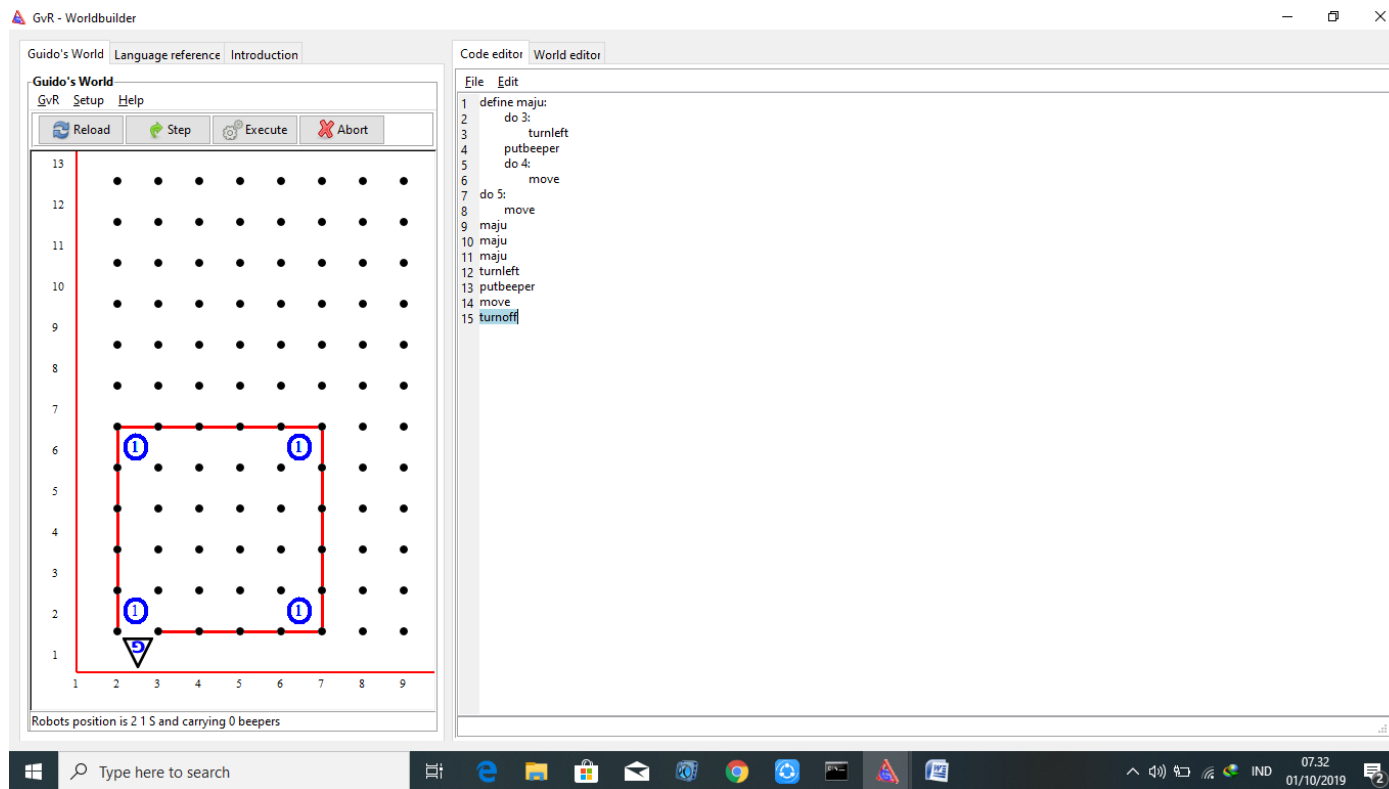 GvR - Worldbuilder
Guido's World Language reference Introduction
Guido's World
GvR Setup Help
Reload Step Execute Abort
13
12
11
10
9
8
7
6
5
4
3
2
1
1 1
1 1
G
1 2 3 4 5 6 7 8 9
Robots position is 2 1 S and carrying 0 beepers
Code editor World editor
File Edit
1 define maju:
2 do 3:
3 turnleft
4 putbeeper
5 do 4:
6 move
7 do 5:
8 move
9 maju
10 maju
11 maju
12 turnleft
13 putbeeper
14 move
15 turnoff
Type here to search
IND
07.32
01/10/2019
2